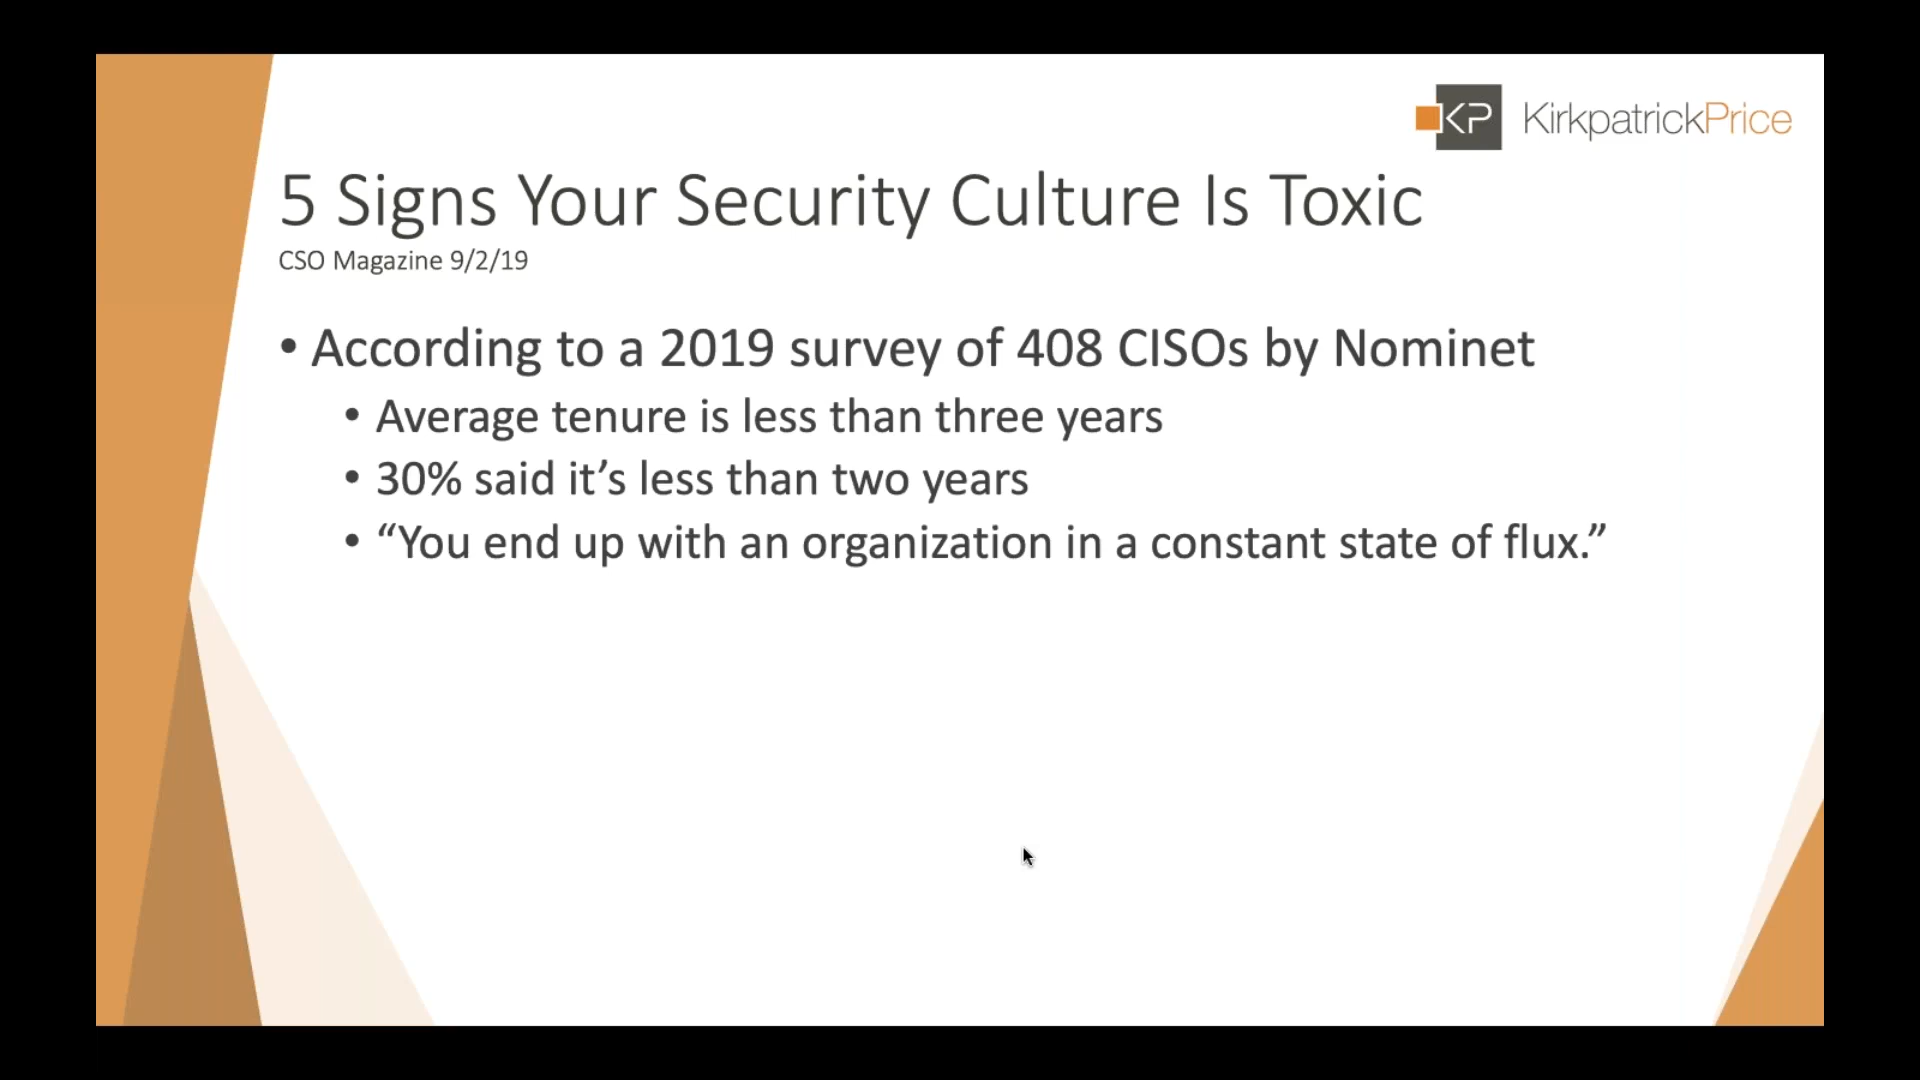 KP KirkpatrickPrice
5 Signs Your Security Culture Is Toxic
CSO Magazine 9/2/19
• According to a 2019 survey of 408 CISOs by Nominet
• Average tenure is less than three years
• 30% said it’s less than two years
• “You end up with an organization in a constant state of flux.”